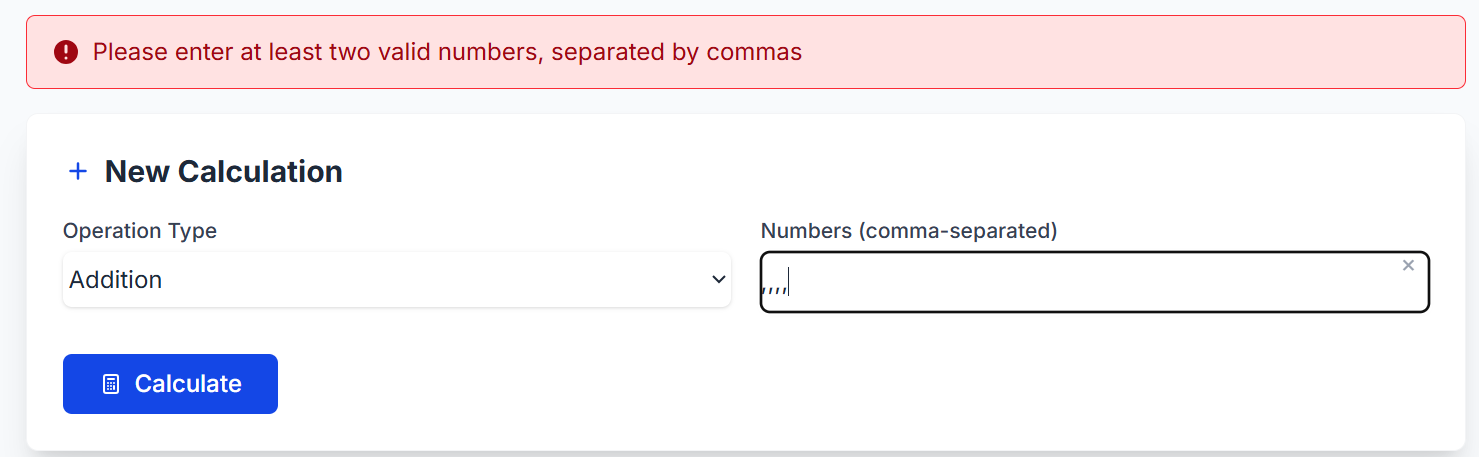 Please enter at least two valid numbers, separated by commas
New Calculation
Operation Type
Numbers (comma-separated)
Addition
,,,,
Calculate